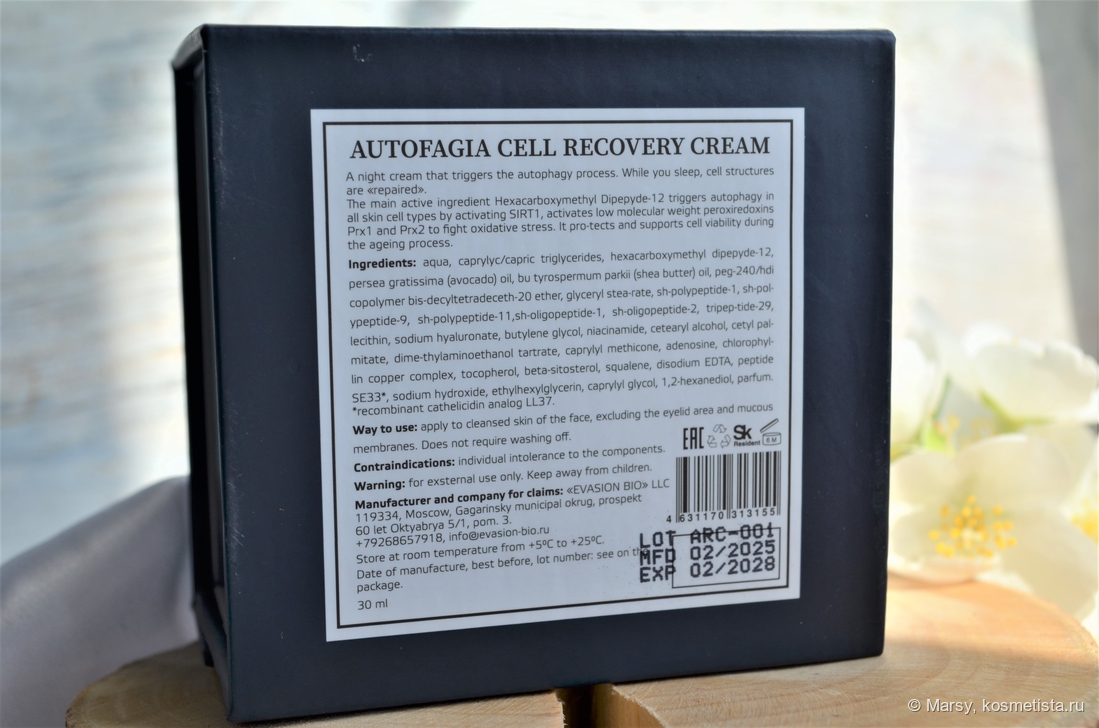 AUTOFAGIA CELL RECOVERY CREAM
A night cream that triggers the autophagy process. While you sleep, cell structures
are «repaired».
The main active ingredient Hexacarboxymethyl Dipepyde-12 triggers autophagy in
all skin cell types by activating SIRT1, activates low molecular weight peroxiredoxins
Prx1 and Prx2 to fight oxidative stress. It pro-tects and supports cell viability during
the ageing process.
Ingredients: aqua, caprylyc/capric triglycerides, hexacarboxymethyl dipepyde-12,
persea gratissima (avocado) oil, bu tyrospermum parkii (shea butter) oil, peg-240/hdi
copolymer bis-decyltetradeceth-20 ether, glyceryl stea-rate, sh-polypeptide-1, sh-pol-
ypeptide-9, sh-polypeptide-11,sh-oligopeptide-1, sh-oligopeptide-2, tripep-tide-29,
lecithin, sodium hyaluronate, butylene glycol, niacinamide, cetearyl alcohol, cetyl pal-
mitate, dime-thylaminoethanol tartrate, caprylyl methicone, adenosine, chlorophyl-
lin copper complex, tocopherol, beta-sitosterol, squalene, disodium EDTA, peptide
SE33*, sodium hydroxide, ethylhexylglycerin, caprylyl glycol, 1,2-hexanediol, parfum.
*recombinant cathelicidin analog LL37.
Way to use: apply to cleansed skin of the face, excluding the eyelid area and mucous
membranes. Does not require washing off.
Contraindications: individual intolerance to the components.
Warning: for exsternal use only. Keep away from children.
Manufacturer and company for claims: «EVASION BIO» LLC
119334, Moscow, Gagarinsky municipal okrug, prospekt
60 let Oktyabrya 5/1, pom. 3.
+79268657918, info@evasion-bio.ru
Store at room temperature from +5ºC to +25ºC.
Date of manufacture, best before, lot number: see on the
package.
30 ml
EAC Sk Resident 6 M
4 631170 313155
LOT ARC-001
MFD 02/2025
EXP 02/2028
© Marsy, kosmetista.ru